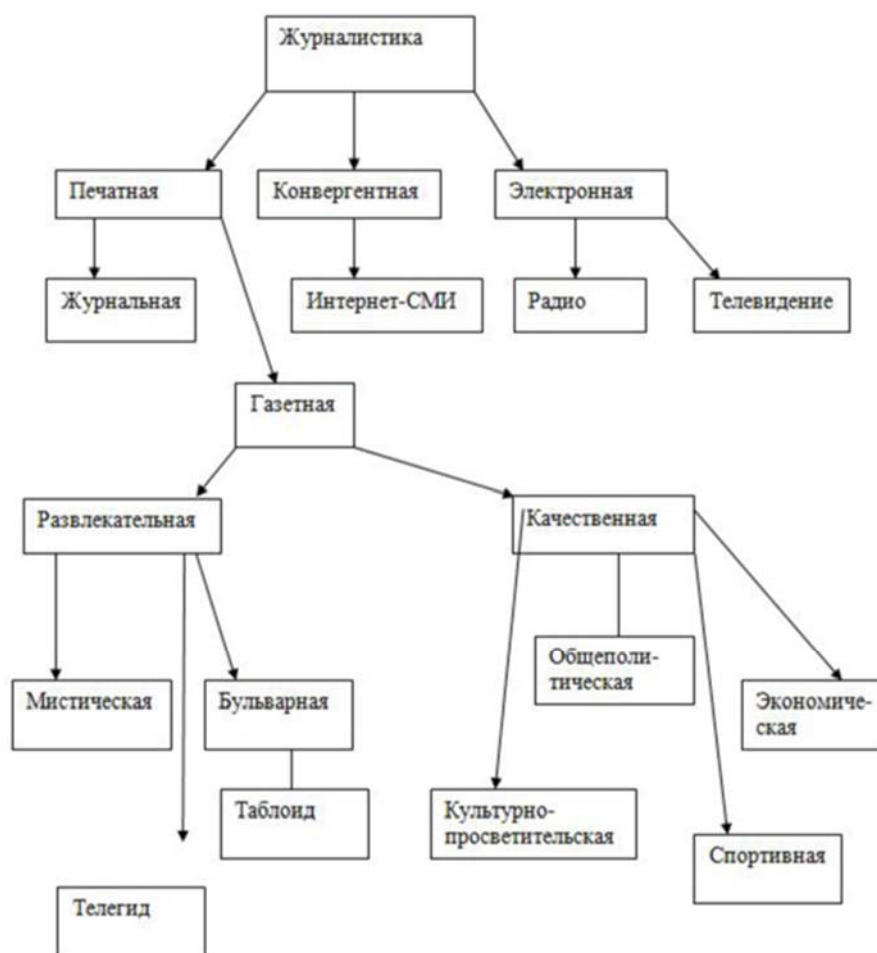 Журналистика
Печатная
Конвергентная
Электронная
Журнальная
Интернет-СМИ
Радио
Телевидение
Газетная
Развлекательная
Качественная
Общеполи-
тическая
Мистическая
Бульварная
Экономиче-
ская
Таблоид
Культурно-
просветительская
Спортивная
Телегид